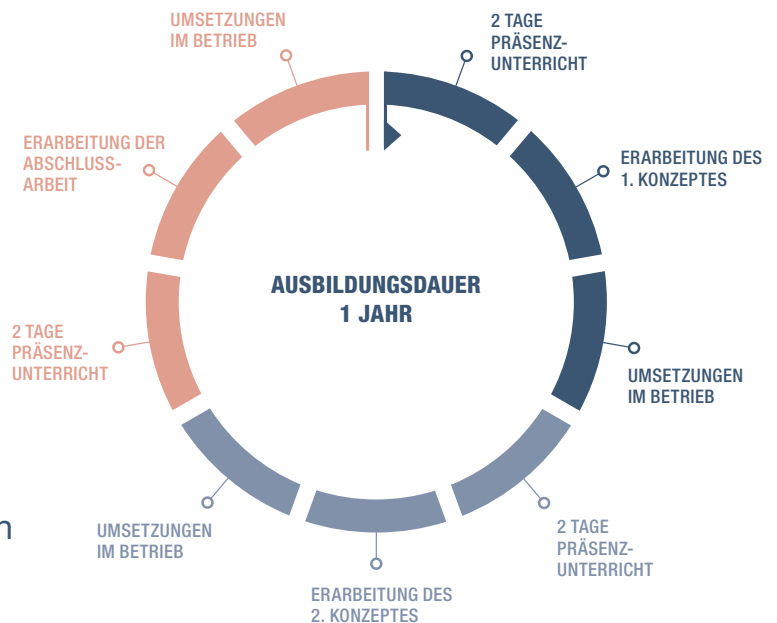 2 TAGE
PRÄSENZ-
UNTERRICHT
ERARBEITUNG DES
1. KONZEPTES
UMSETZUNGEN
IM BETRIEB
2 TAGE
PRÄSENZ-
UNTERRICHT
ERARBEITUNG DES
2. KONZEPTES
UMSETZUNGEN
IM BETRIEB
2 TAGE
PRÄSENZ-
UNTERRICHT
ERARBEITUNG DER
ABSCHLUSS-
ARBEIT
UMSETZUNGEN
IM BETRIEB
AUSBILDUNGSDAUER
1 JAHR
n